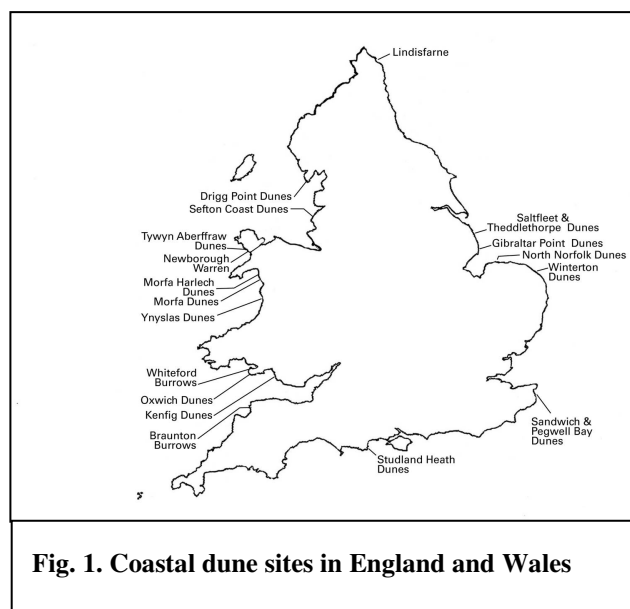 Lindisfarne
Drigg Point Dunes
Sefton Coast Dunes
Saltfleet &
Theddlethorpe Dunes
Gibraltar Point Dunes
North Norfolk Dunes
Winterton
Dunes
Tywyn Aberffraw
Dunes
Newborough
Warren
Morfa Harlech
Dunes
Morfa Dunes
Ynyslas Dunes
Whiteford
Burrows
Oxwich Dunes
Kenfig Dunes
Braunton
Burrows
Sandwich &
Pegwell Bay
Dunes
Studland Heath
Dunes
Fig. 1. Coastal dune sites in England and Wales